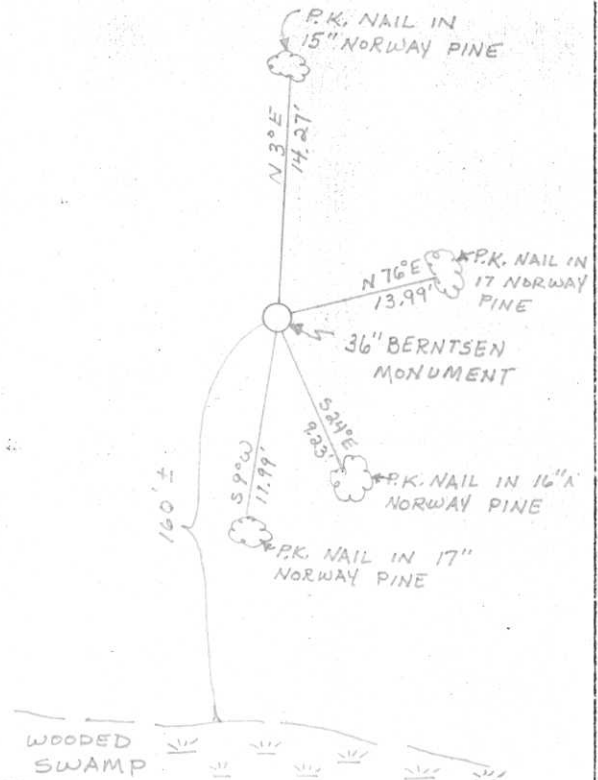 P.K. NAIL IN
15" NORWAY PINE
N 3° E
14.27'
N 76° E
13.99'
P.K. NAIL IN
17 NORWAY
PINE
36" BERNTSEN
MONUMENT
S 24° E
9.23'
P.K. NAIL IN 16"
NORWAY PINE
S 9° W
11.99'
P.K. NAIL IN 17"
NORWAY PINE
160' ±
WOODED
SWAMP